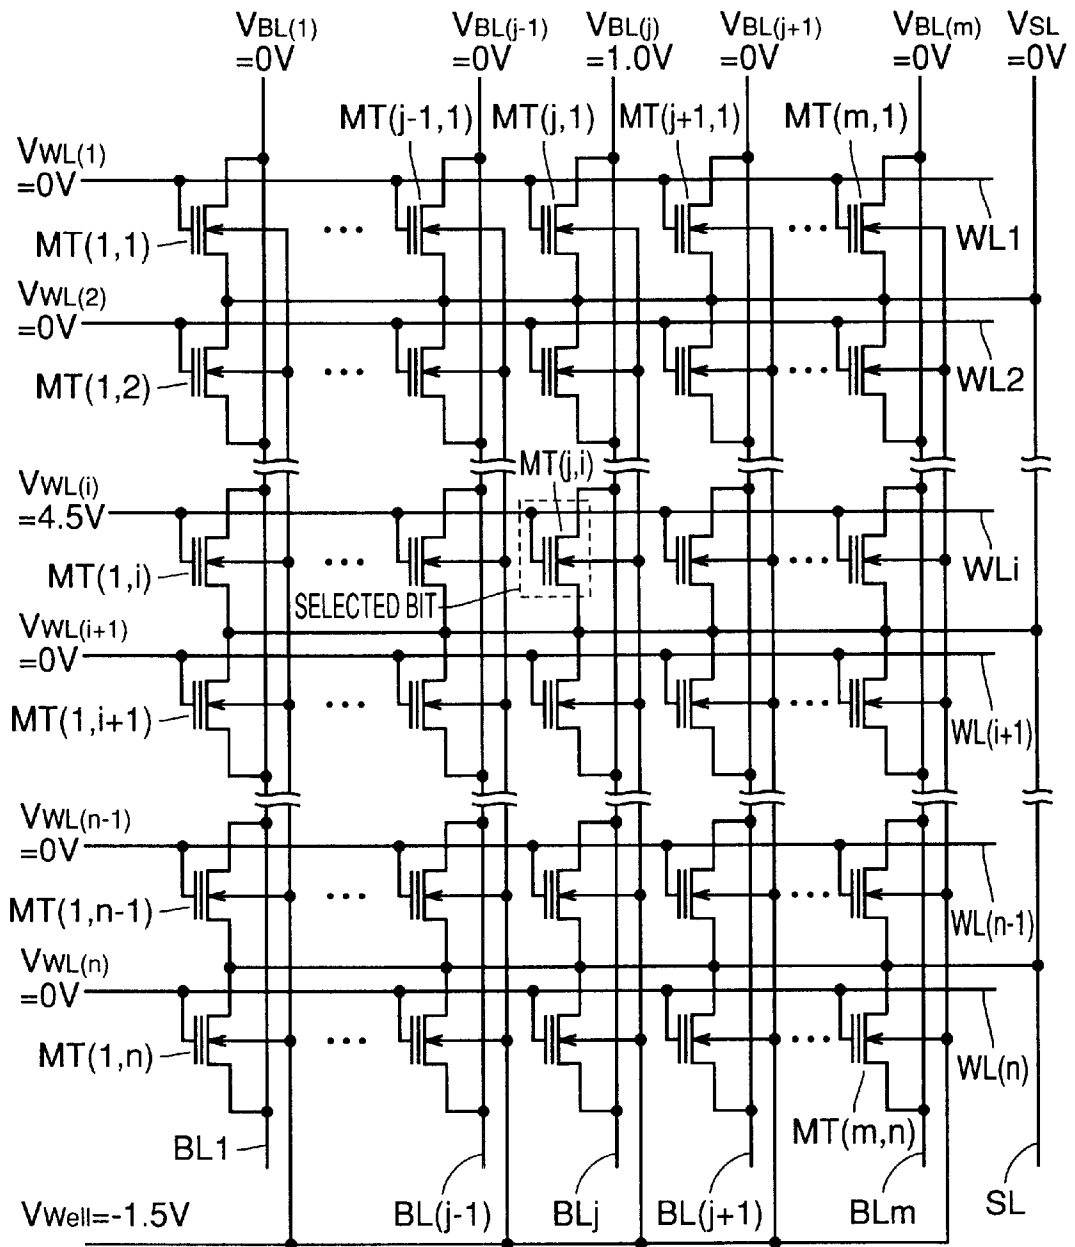 VBL(1) VBL(j-1) VBL(j) VBL(j+1) VBL(m) VSL
=0V =0V =1.0V =0V =0V =0V
MT(j-1,1) MT(j,1) MT(j+1,1) MT(m,1)
VWL(1)
=0V
MT(1,1) ••• ••• WL1
VWL(2)
=0V
MT(1,2) ••• ••• WL2
MT(j,i)
VWL(i)
=4.5V
MT(1,i) ••• ••• WLi
SELECTED BIT
VWL(i+1)
=0V
MT(1,i+1) ••• ••• WL(i+1)
VWL(n-1)
=0V
MT(1,n-1) ••• ••• WL(n-1)
VWL(n)
=0V
MT(1,n) ••• ••• WL(n)
MT(m,n)
BL1
VWell=-1.5V BL(j-1) BLj BL(j+1) BLm SL